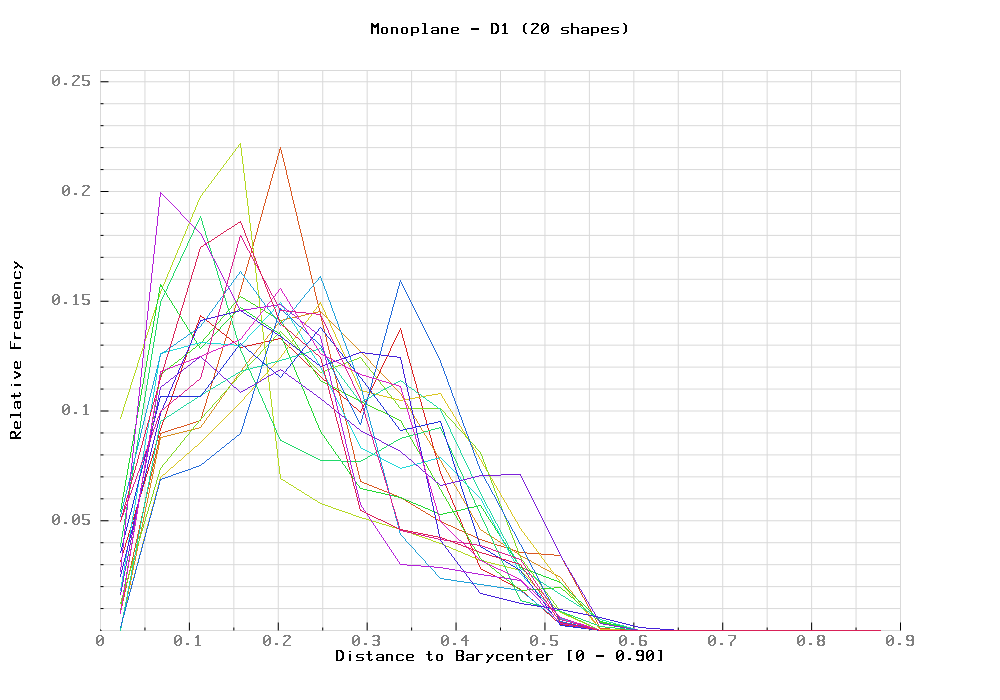 Monoplane - D1 (20 shapes)
0.25
0.2
0.15
0.1
0.05
Relative Frequency
0 0.1 0.2 0.3 0.4 0.5 0.6 0.7 0.8 0.9
Distance to Barycenter [0 - 0.90]